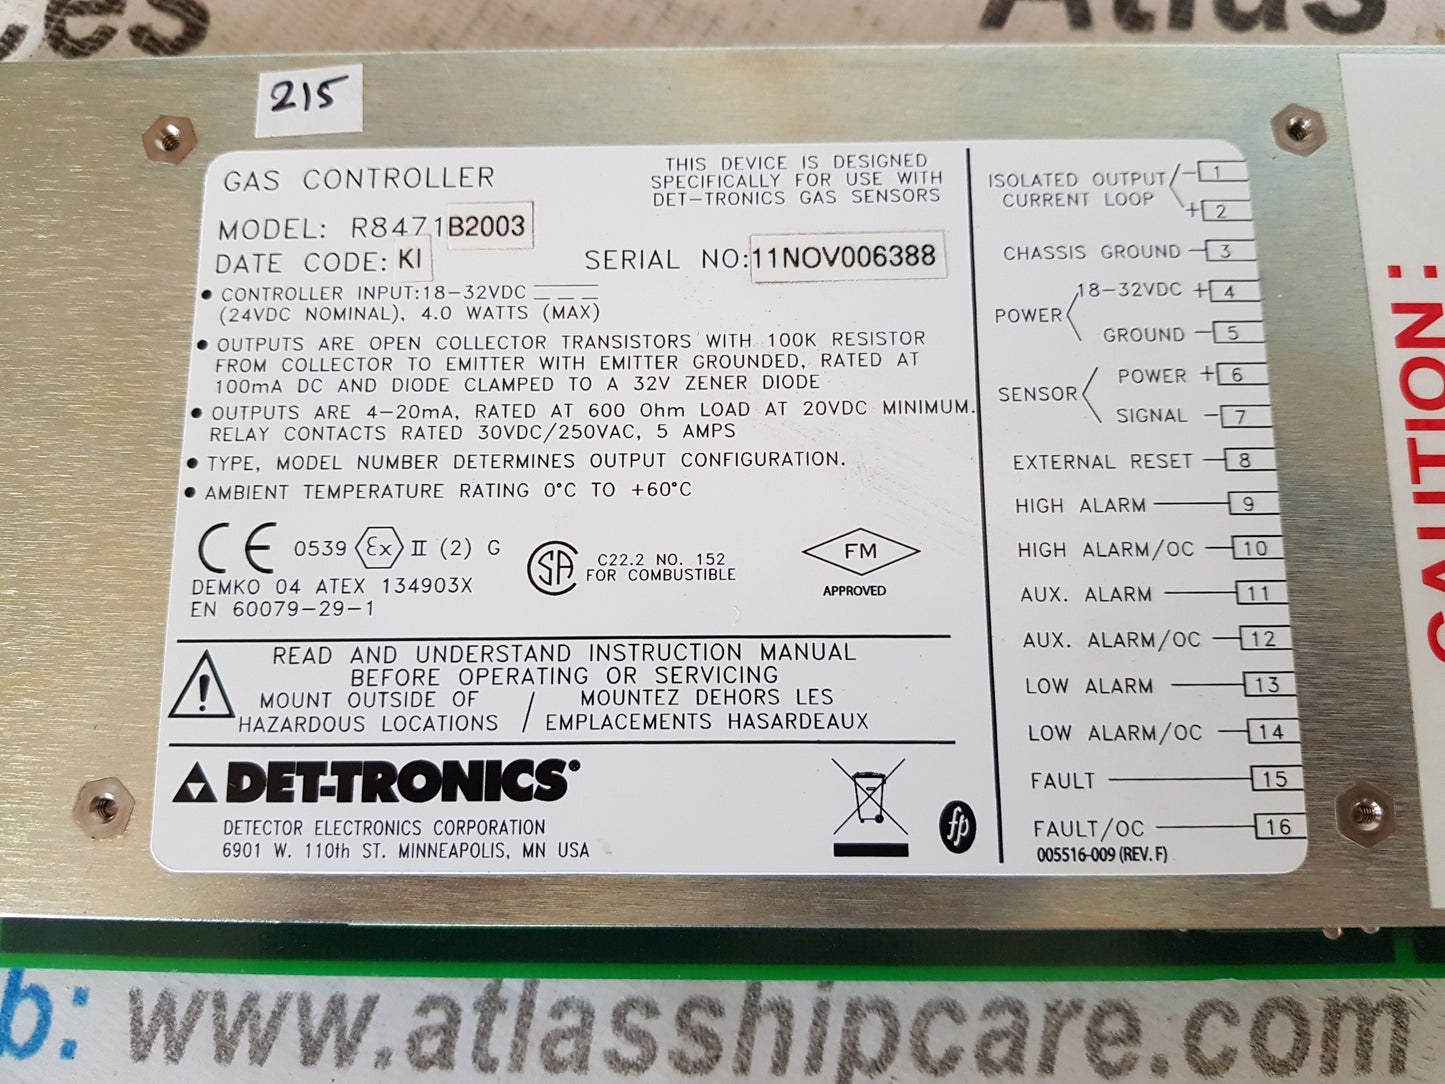 ces
Atlas
215
GAS CONTROLLER
THIS DEVICE IS DESIGNED
SPECIFICALLY FOR USE WITH
DET-TRONICS GAS SENSORS
MODEL: R8471B2003
DATE CODE: KI
SERIAL NO: 11NOV006388
• CONTROLLER INPUT: 18-32VDC
(24VDC NOMINAL), 4.0 WATTS (MAX)
• OUTPUTS ARE OPEN COLLECTOR TRANSISTORS WITH 100K RESISTOR
FROM COLLECTOR TO EMITTER WITH EMITTER GROUNDED, RATED AT
100mA DC AND DIODE CLAMPED TO A 32V ZENER DIODE
• OUTPUTS ARE 4-20mA, RATED AT 600 Ohm LOAD AT 20VDC MINIMUM.
RELAY CONTACTS RATED 30VDC/250VAC, 5 AMPS
• TYPE, MODEL NUMBER DETERMINES OUTPUT CONFIGURATION.
• AMBIENT TEMPERATURE RATING 0°C TO +60°C
CE 0539 Ex II (2) G
DEMKO 04 ATEX 134903X
EN 60079-29-1
SA
C22.2 NO. 152
FOR COMBUSTIBLE
FM
APPROVED
! READ AND UNDERSTAND INSTRUCTION MANUAL
BEFORE OPERATING OR SERVICING
MOUNT OUTSIDE OF
HAZARDOUS LOCATIONS /
MOUNTEZ DEHORS LES
EMPLACEMENTS HASARDEAUX
DET-TRONICS®
DETECTOR ELECTRONICS CORPORATION
6901 W. 110th ST. MINNEAPOLIS, MN USA
fp
ISOLATED OUTPUT
CURRENT LOOP
- 1
+ 2
CHASSIS GROUND 3
POWER
18-32VDC + 4
GROUND - 5
SENSOR
POWER + 6
SIGNAL - 7
EXTERNAL RESET 8
HIGH ALARM 9
HIGH ALARM/OC 10
AUX. ALARM 11
AUX. ALARM/OC 12
LOW ALARM 13
LOW ALARM/OC 14
FAULT 15
FAULT/OC 16
005516-009 (REV. F)
CAUTION:
b: www.atlasshipcare.com